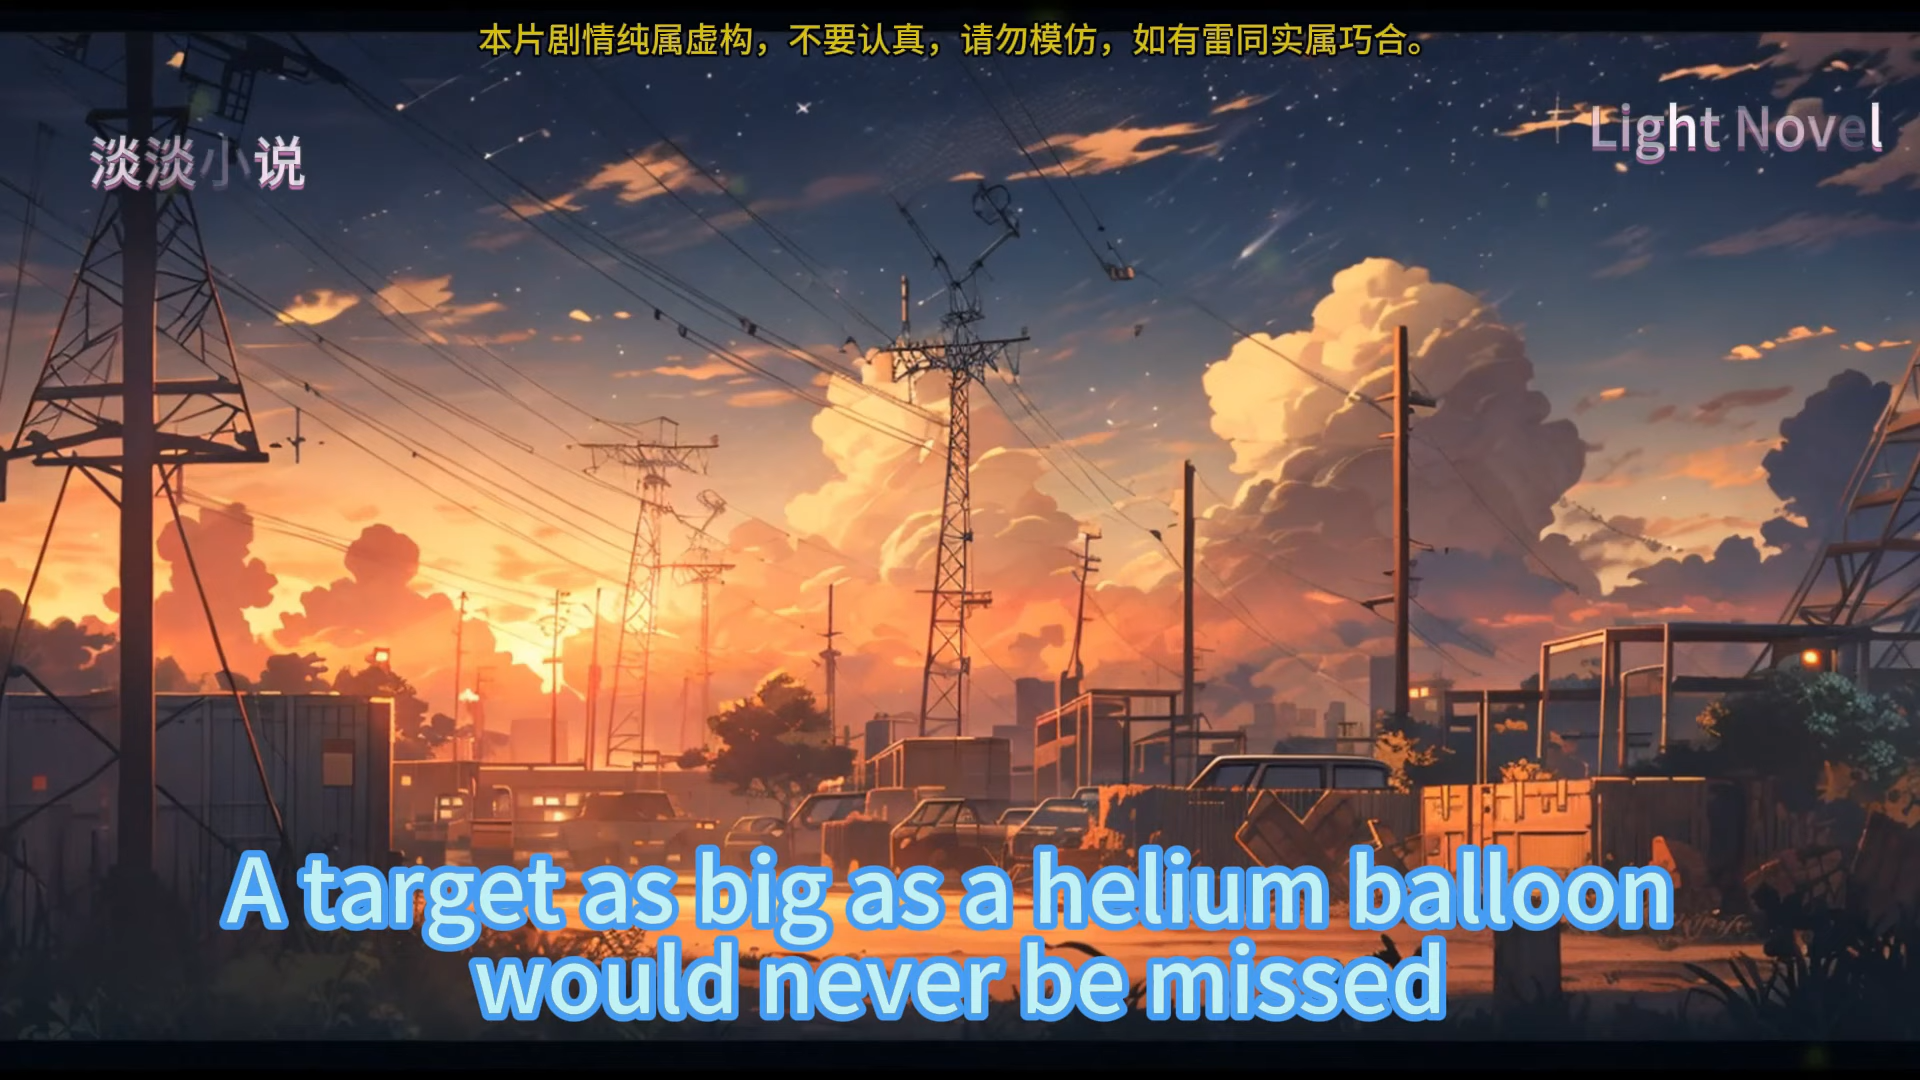 本片剧情纯属虚构，不要认真，请勿模仿，如有雷同实属巧合。
淡淡小说
Light Novel
A target as big as a helium balloon
would never be missed